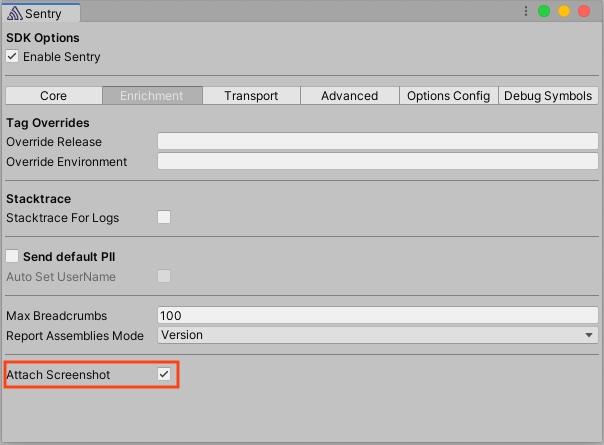 Sentry
SDK Options
Enable Sentry
Core Enrichment Transport Advanced Options Config Debug Symbols
Tag Overrides
Override Release
Override Environment
Stacktrace
Stacktrace For Logs
Send default PII
Auto Set UserName
Max Breadcrumbs 100
Report Assemblies Mode Version
Attach Screenshot